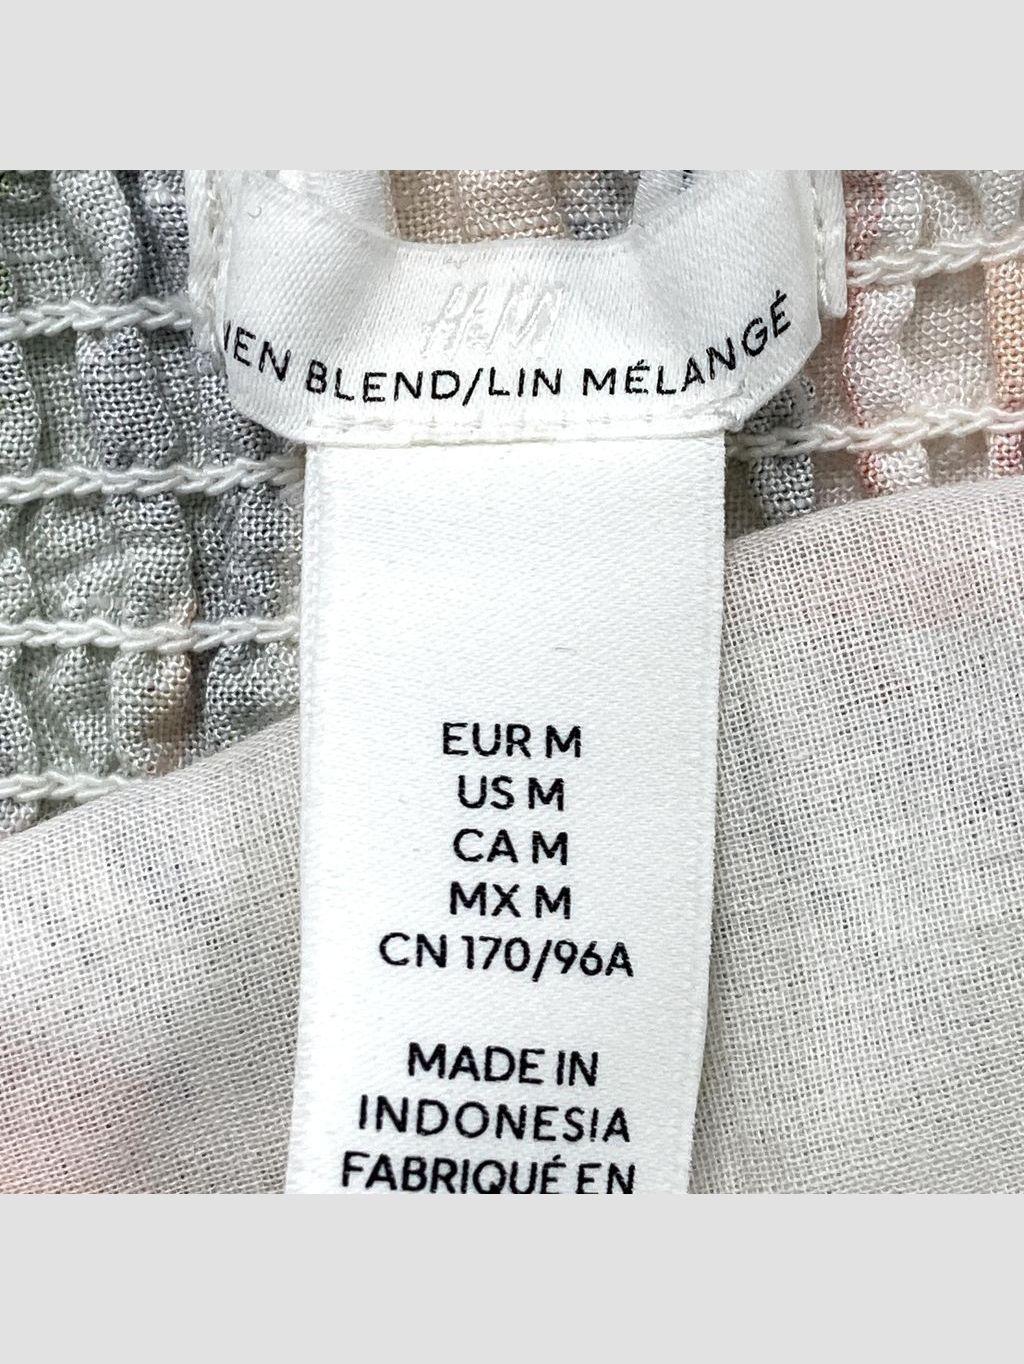 H&M
BLEND/LIN MÉLANGÉ
EUR M
US M
CA M
MX M
CN 170/96A
MADE IN
INDONESIA
FABRIQUÉ EN